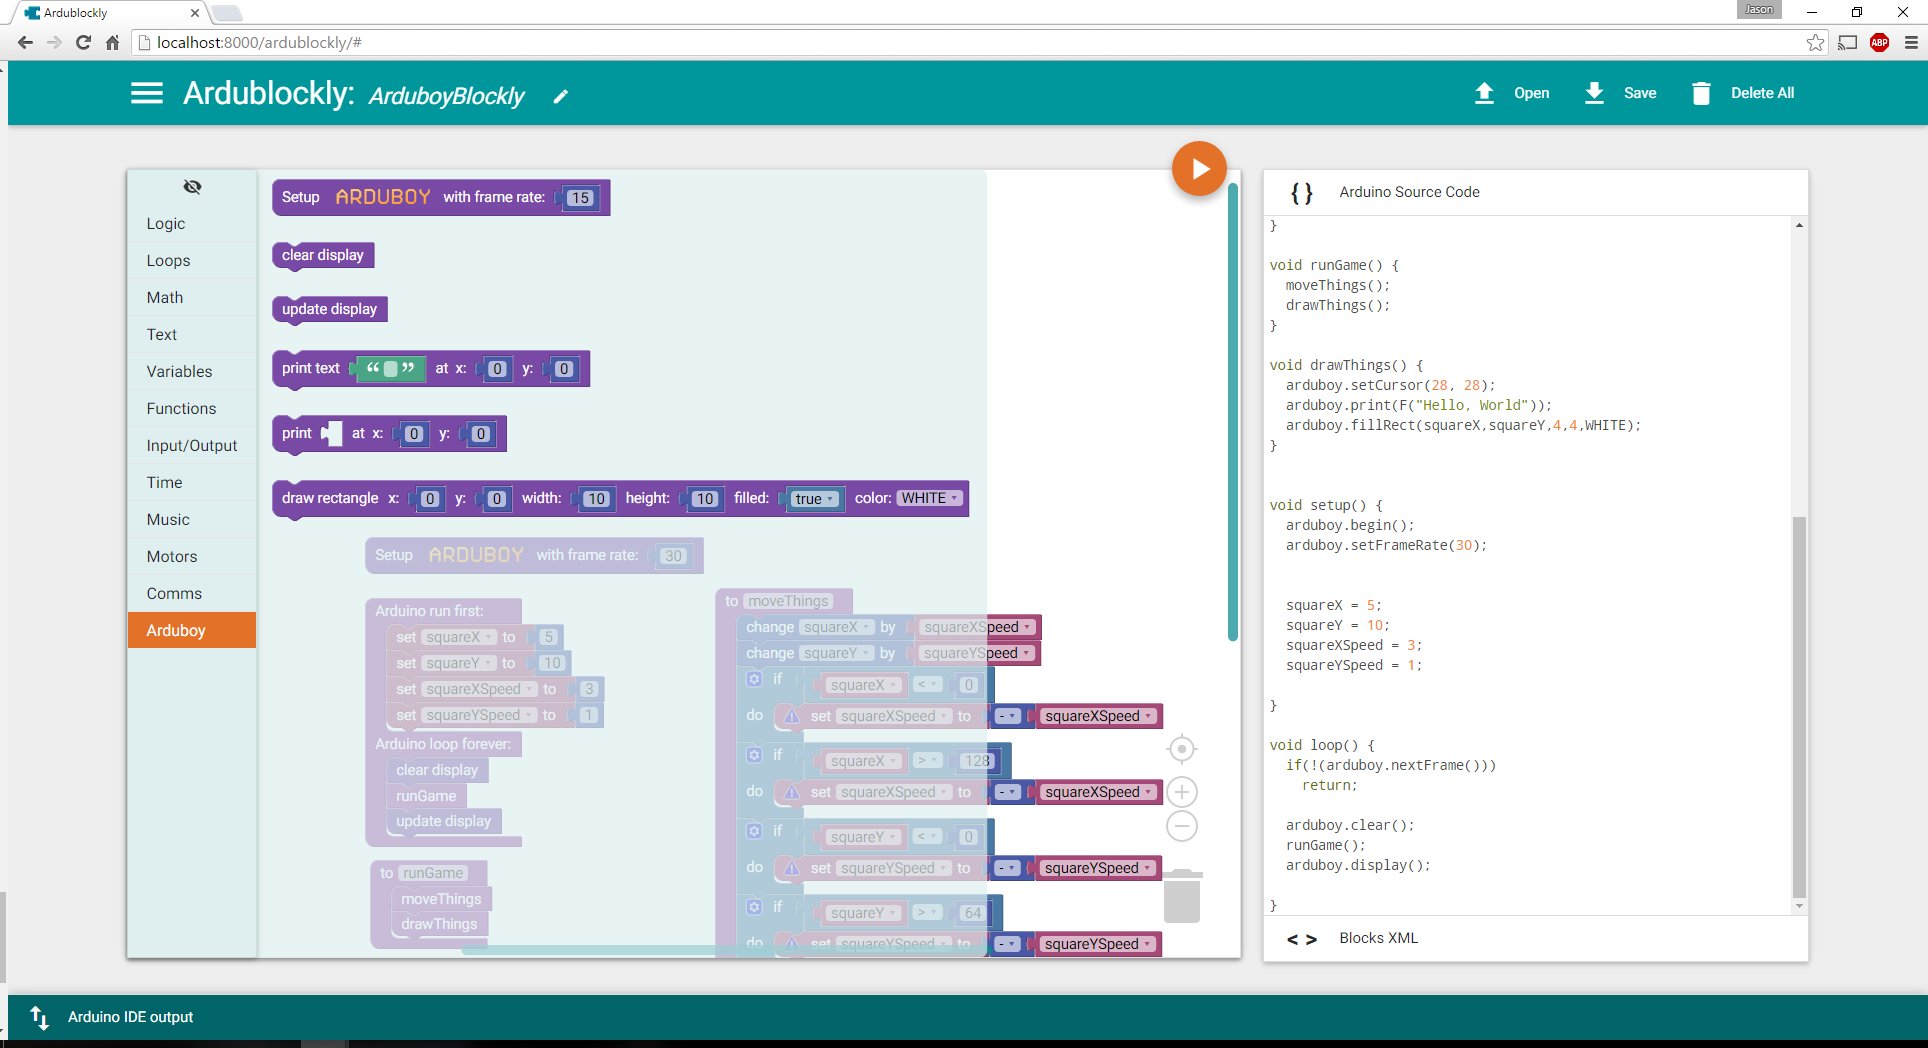 Ardublockly
Jason
localhost:8000/ardublockly/#
ABP
Ardublockly: ArduboyBlockly
Open
Save
Delete All
Logic
Loops
Math
Text
Variables
Functions
Input/Output
Time
Music
Motors
Comms
Arduboy
Setup ARDUBOY with frame rate: 15
clear display
update display
print text “ ” at x: 0 y: 0
print at x: 0 y: 0
draw rectangle x: 0 y: 0 width: 10 height: 10 filled: true color: WHITE
Setup ARDUBOY with frame rate: 30
Arduino run first:
set squareX to 5
set squareY to 10
set squareXSpeed to 3
set squareYSpeed to 1
Arduino loop forever:
clear display
runGame
update display
to runGame
moveThings
drawThings
to moveThings
change squareX by squareXSpeed
change squareY by squareYSpeed
if squareX < 0
do set squareXSpeed to - squareXSpeed
if squareX > 128
do set squareXSpeed to - squareXSpeed
if squareY < 0
do set squareYSpeed to - squareYSpeed
if squareY > 64
do set squareYSpeed to - squareYSpeed
{ } Arduino Source Code
}
void runGame() {
moveThings();
drawThings();
}
void drawThings() {
arduboy.setCursor(28, 28);
arduboy.print(F("Hello, World"));
arduboy.fillRect(squareX,squareY,4,4,WHITE);
}
void setup() {
arduboy.begin();
arduboy.setFrameRate(30);
squareX = 5;
squareY = 10;
squareXSpeed = 3;
squareYSpeed = 1;
}
void loop() {
if(!(arduboy.nextFrame()))
return;
arduboy.clear();
runGame();
arduboy.display();
}
< > Blocks XML
Arduino IDE output